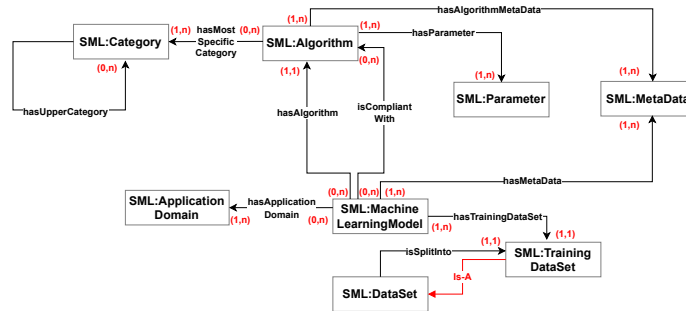 hasAlgorithmMetaData
(1,n)
(0,n)
hasMost
Specific
Category
(1,n)
(1,n)
SML:Category
SML:Algorithm
hasParameter
(0,n)
(1,1)
(0,n)
(1,n)
(1,n)
SML:Parameter
SML:MetaData
hasUpperCategory
hasAlgorithm
isCompliant
With
(1,n)
hasMetaData
(0,n)
(0,n)
(1,n)
SML:Application
Domain
hasApplication
Domain
(1,n)
(0,n)
SML:Machine
LearningModel
hasTrainingDataSet
(1,n)
(1,1)
(1,1)
isSplitInto
SML:Training
DataSet
Is-A
SML:DataSet